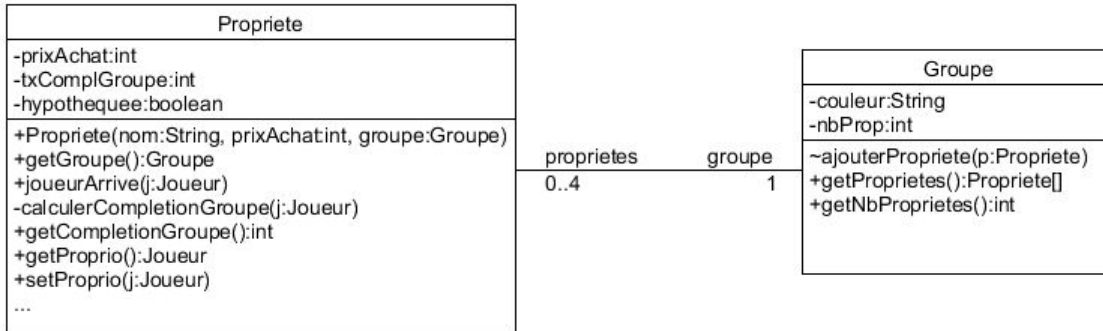 Propriete
-prixAchat:int
-txComplGroupe:int
-hypothequee:boolean
+Propriete(nom:String, prixAchat:int, groupe:Groupe)
+getGroupe():Groupe
+joueurArrive(j:Joueur)
-calculerCompletionGroupe(j:Joueur)
+getCompletionGroupe():int
+getProprio():Joueur
+setProprio(j:Joueur)
...
proprietes groupe
0..4 1
Groupe
-couleur:String
-nbProp:int
~ajouterPropriete(p:Propriete)
+getProprietes():Propriete[]
+getNbProprietes():int